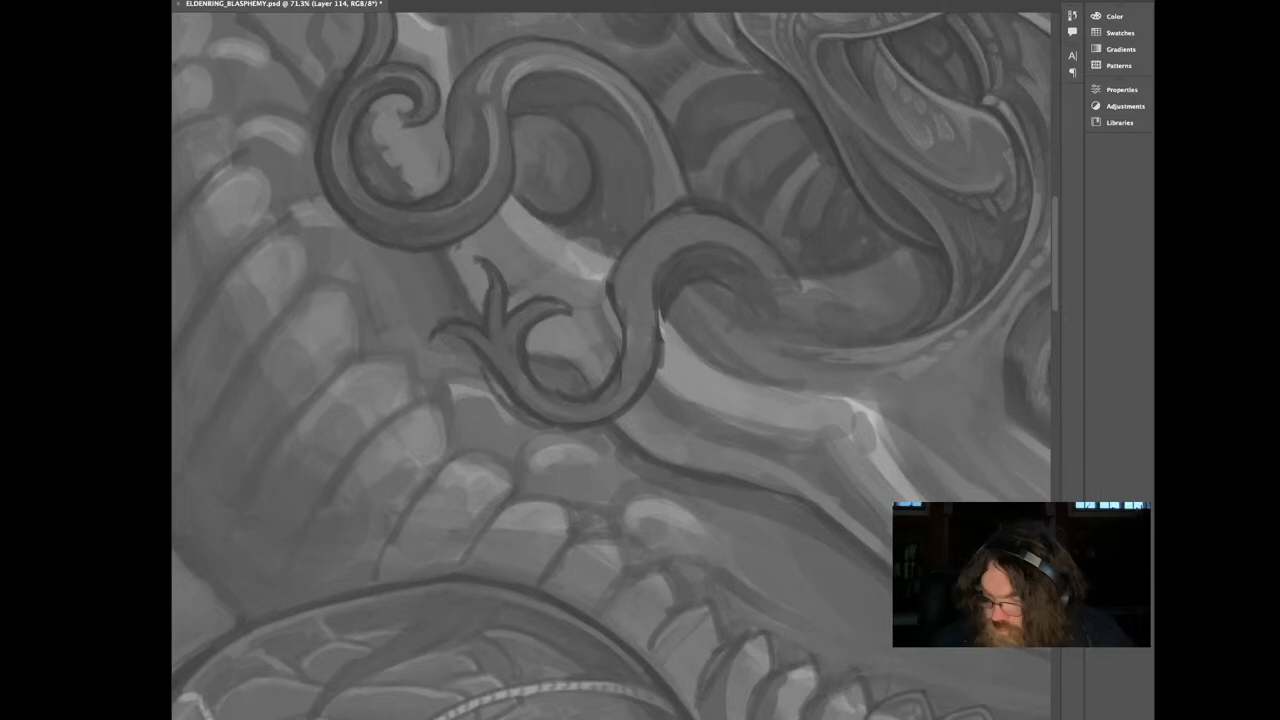 × ELDENRING_BLASPHEMY.psd @ 71.3% (Layer 114, RGB/8*) *
Color
Swatches
Gradients
A|
Patterns
¶
Properties
Adjustments
Libraries